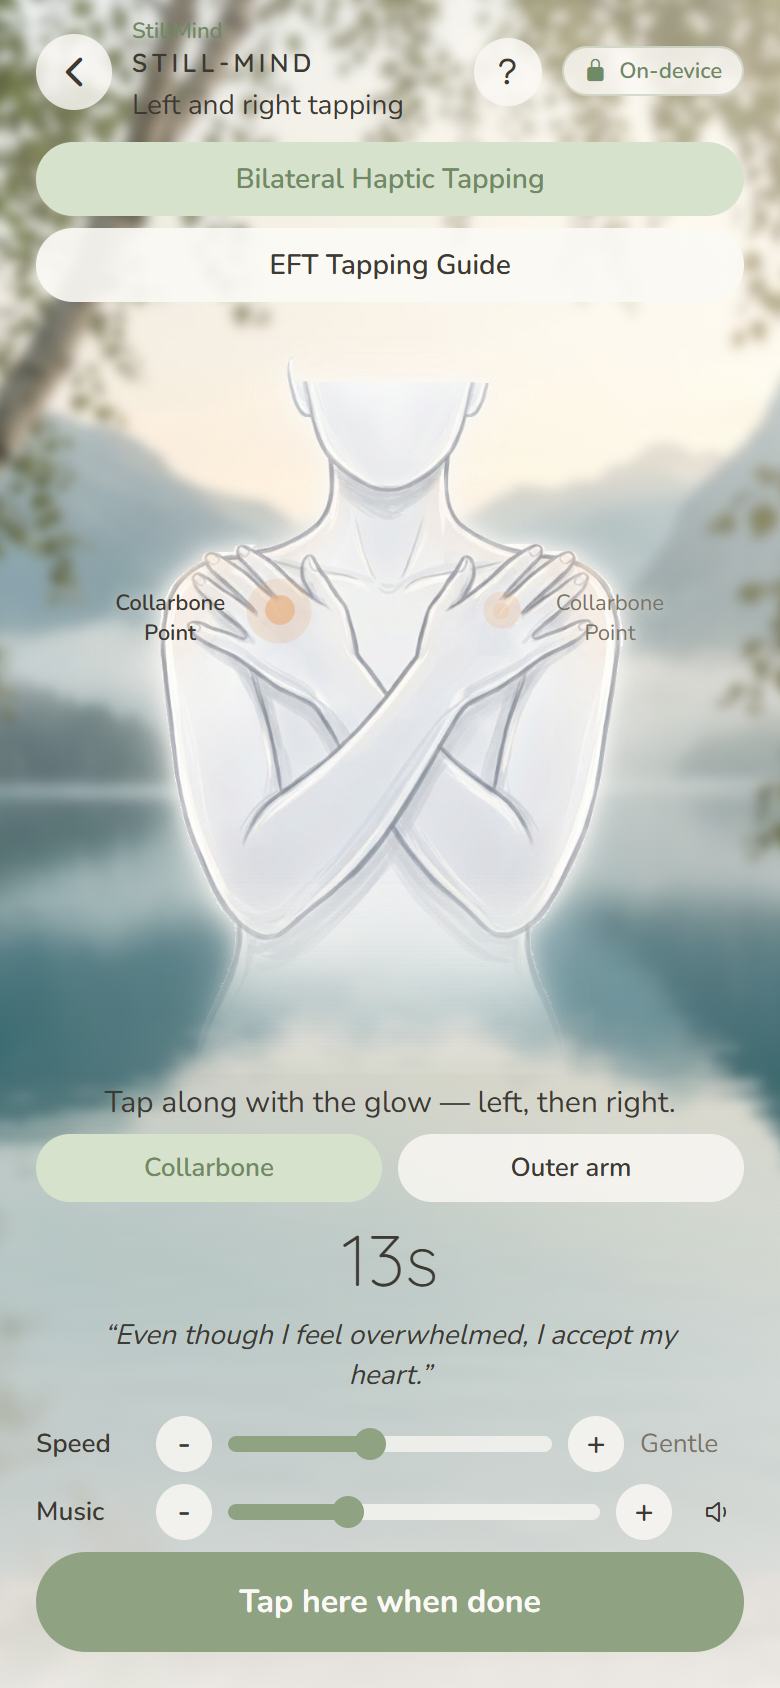 StillMind
STILL-MIND
Left and right tapping
?
On-device
Bilateral Haptic Tapping
EFT Tapping Guide
Collarbone
Point
Collarbone
Point
Tap along with the glow — left, then right.
Collarbone
Outer arm
13s
“Even though I feel overwhelmed, I accept my
heart.”
Speed - + Gentle
Music - +
Tap here when done